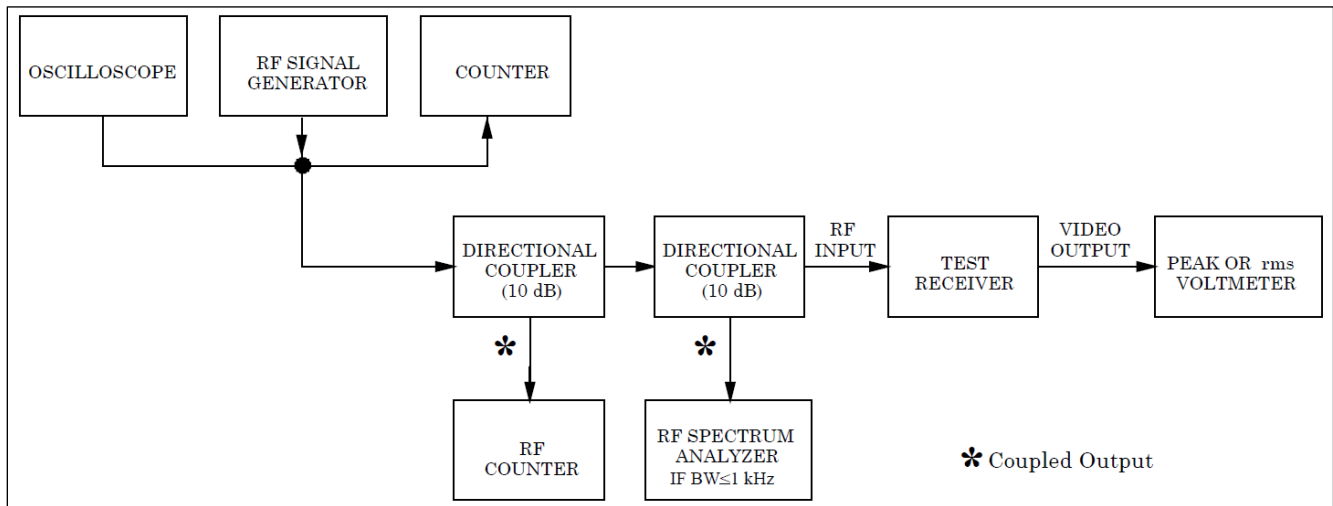 OSCILLOSCOPE
RF SIGNAL
GENERATOR
COUNTER
DIRECTIONAL
COUPLER
(10 dB)
DIRECTIONAL
COUPLER
(10 dB)
RF
INPUT
TEST
RECEIVER
VIDEO
OUTPUT
PEAK OR rms
VOLTMETER
*
*
RF
COUNTER
RF SPECTRUM
ANALYZER
IF BW≤1 kHz
* Coupled Output